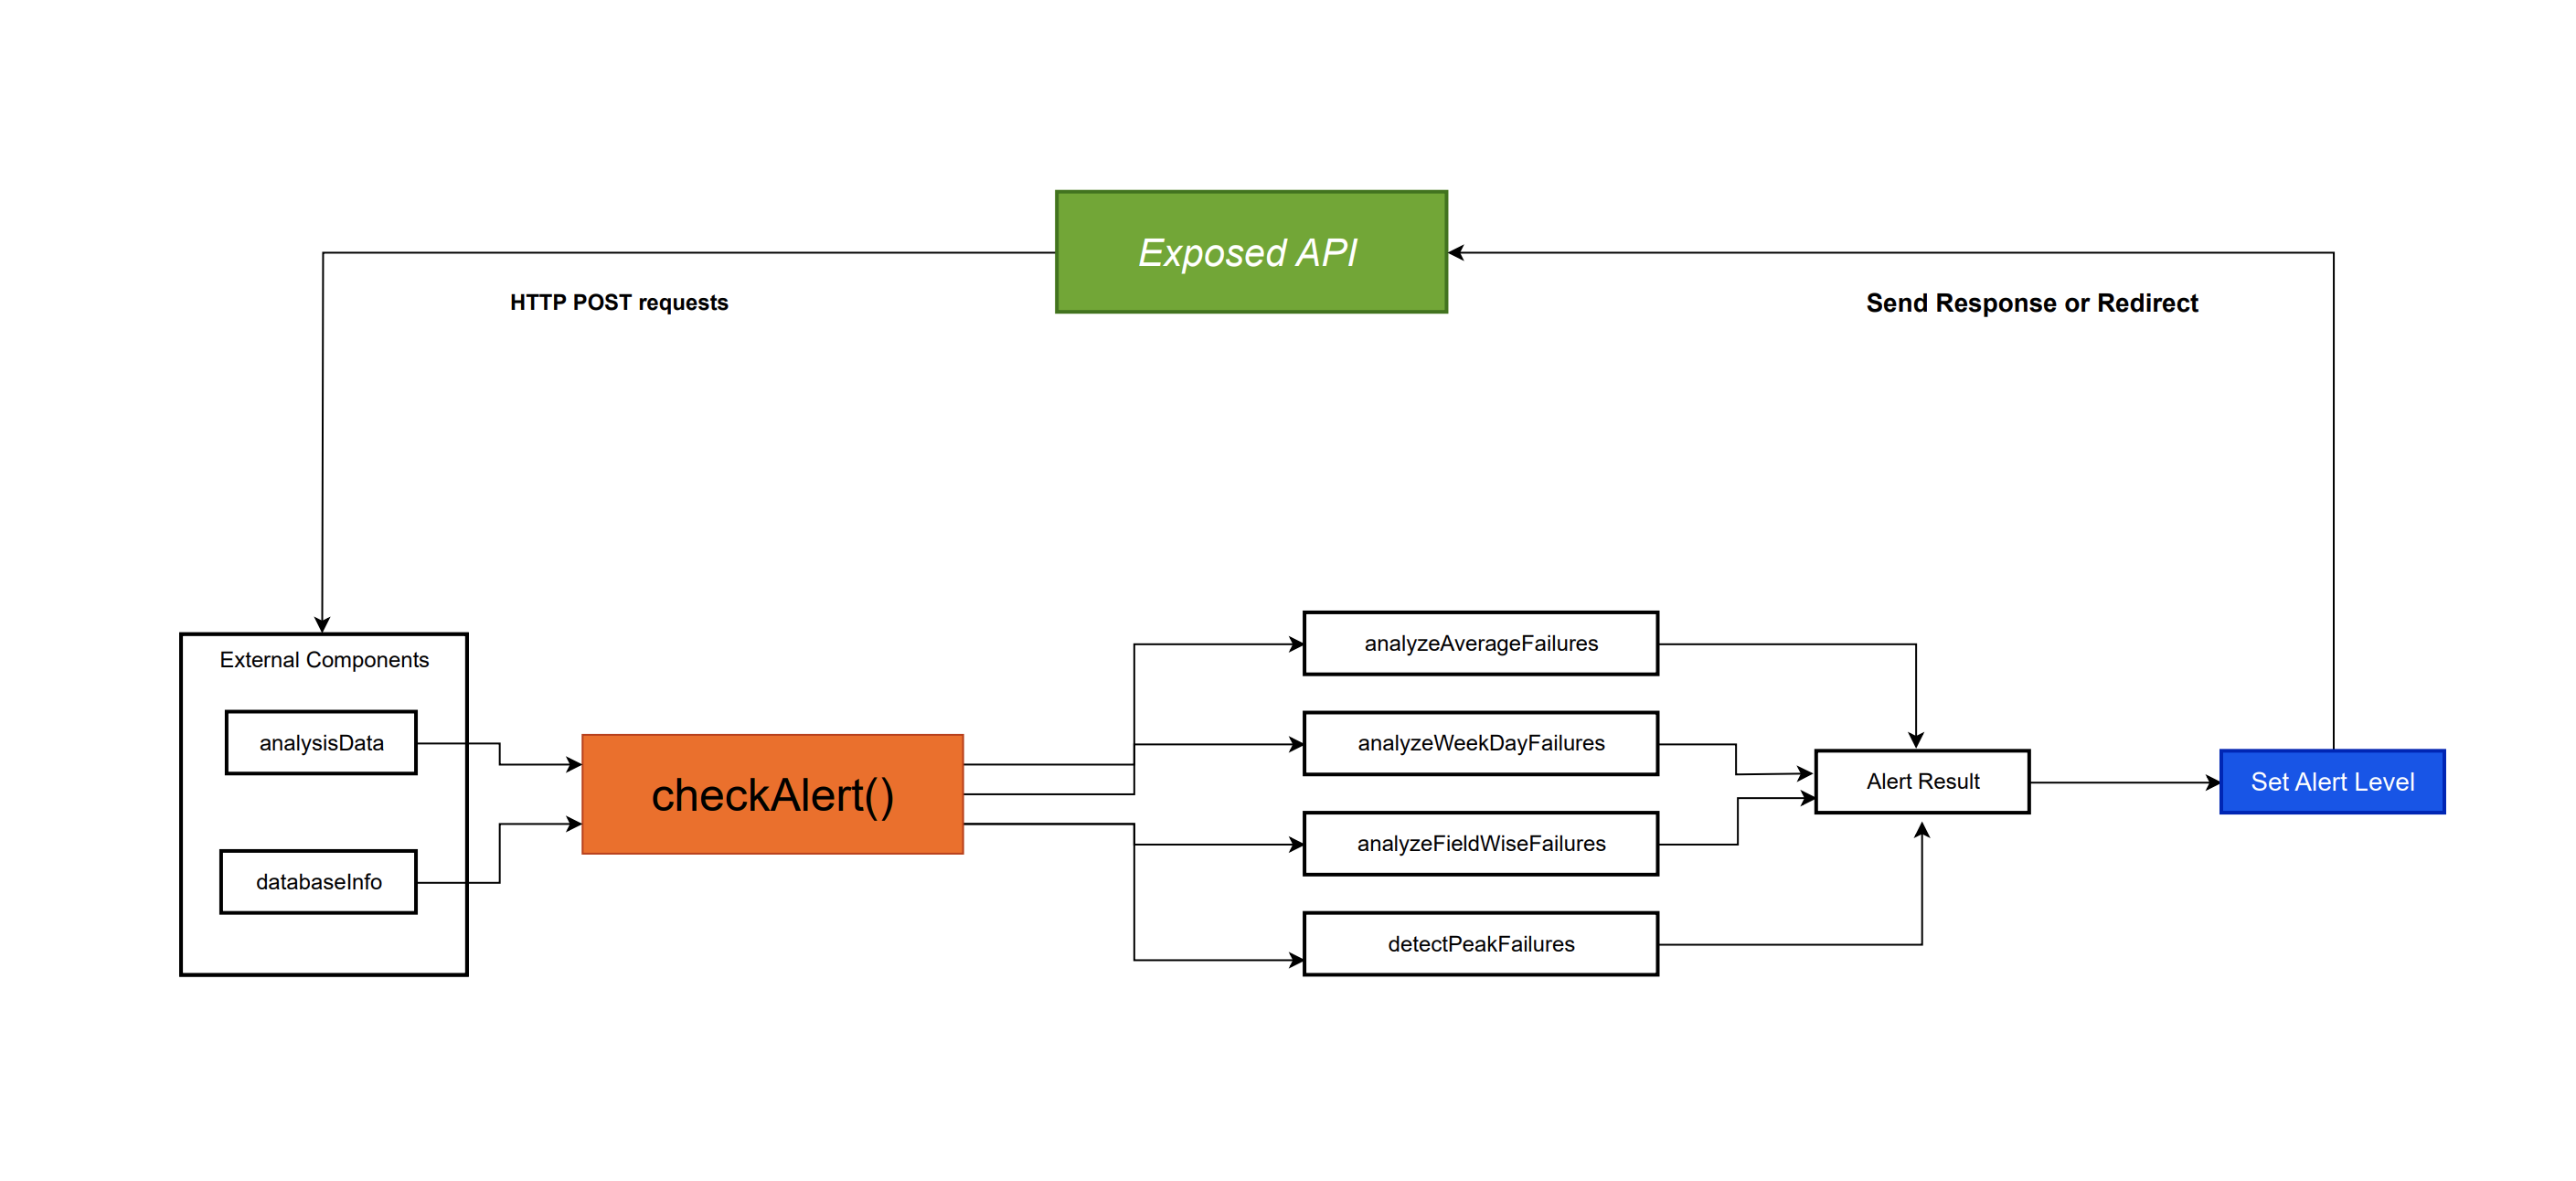 Exposed API
HTTP POST requests
Send Response or Redirect
External Components
analysisData
databaseInfo
checkAlert()
analyzeAverageFailures
analyzeWeekDayFailures
analyzeFieldWiseFailures
detectPeakFailures
Alert Result
Set Alert Level